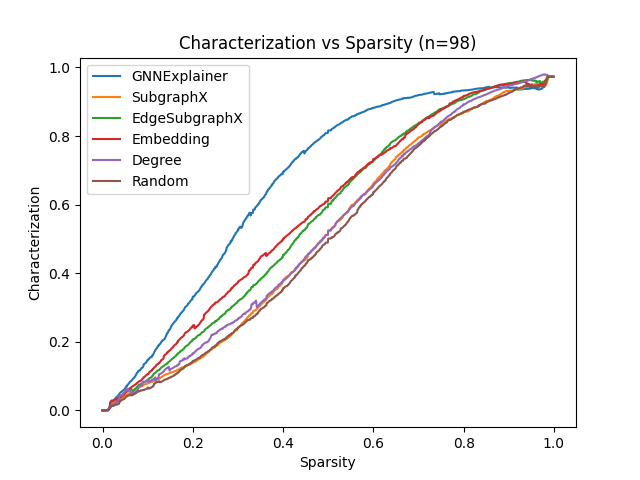 Characterization vs Sparsity (n=98)
GNNExplainer
SubgraphX
EdgeSubgraphX
Embedding
Degree
Random
Characterization
1.0
0.8
0.6
0.4
0.2
0.0
0.0 0.2 0.4 0.6 0.8 1.0
Sparsity